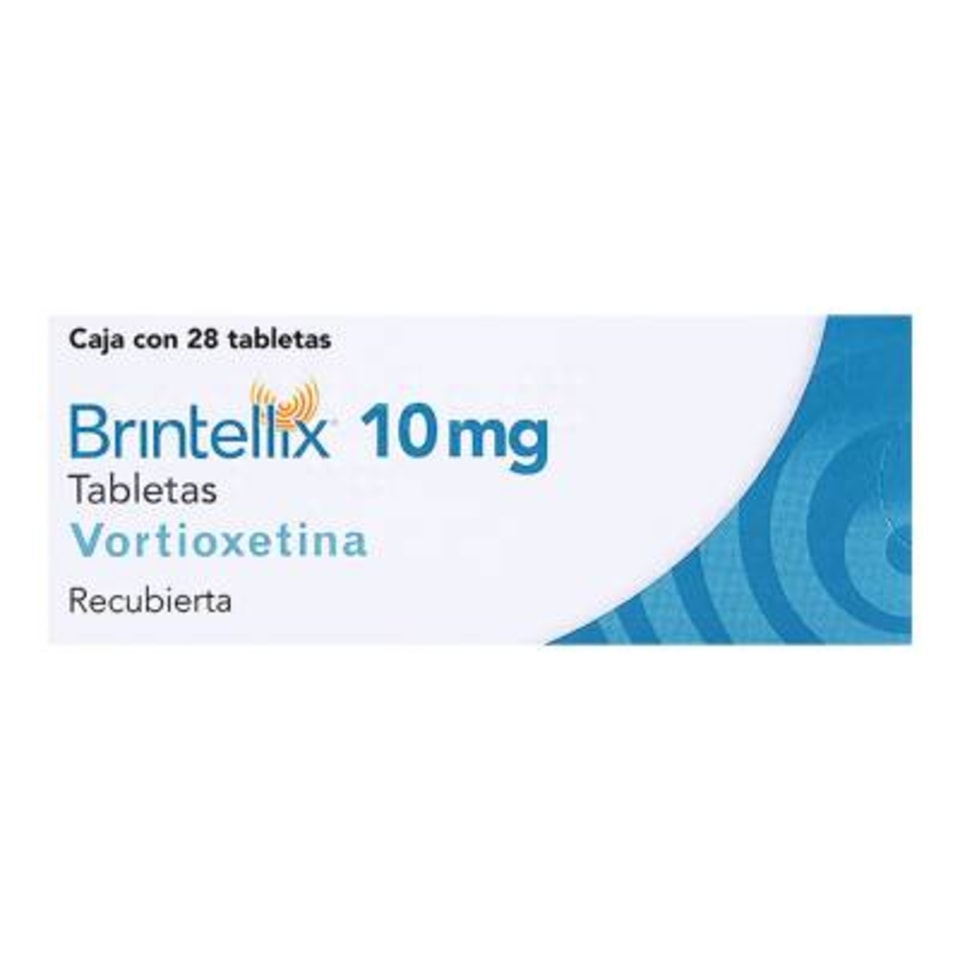 Caja con 28 tabletas
Brintellix 10 mg
Tabletas
Vortioxetina
Recubierta